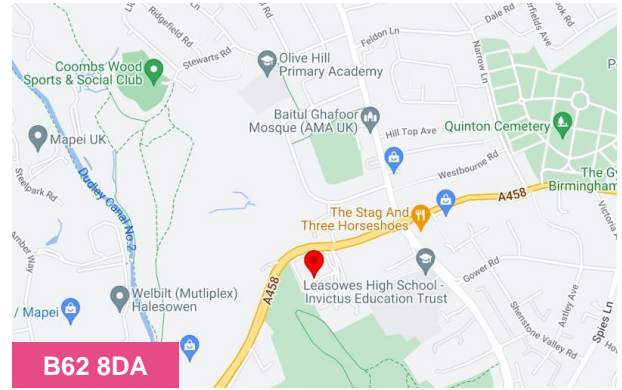 Ridgefield Rd
Stewarts Rd
Coombs Wood
Sports & Social Club
Olive Hill
Primary Academy
Feldon Ln
Dale Rd
Narrow Ln
Baitul Ghafoor
Mosque (AMA UK)
Hill Top Ave
Quinton Cemetery
Mapei UK
Steelpark Rd
Dudley Canal No.2
Westbourne Rd
The Gy
Birmingham
A458
The Stag And
Three Horseshoes
Victoria A
Amber Way
/ Mapei
Welbilt (Mutliplex)
Halesowen
A458
Leasowes High School -
Invictus Education Trust
Gower Rd
Shenstone Valley Rd
Astley Ave
Spies Ln
B62 8DA